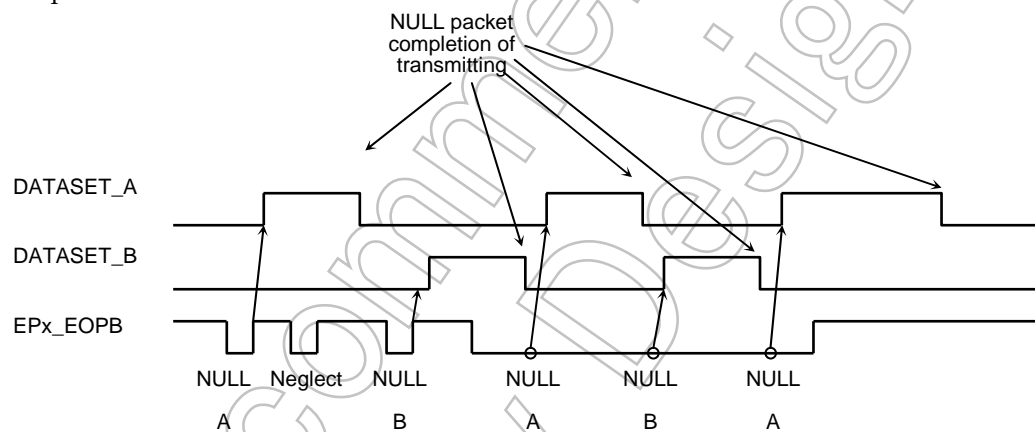 NULL packet
completion of
transmitting
DATASET_A
DATASET_B
EPx_EOPB
NULL Neglect NULL NULL NULL NULL
A B A B A